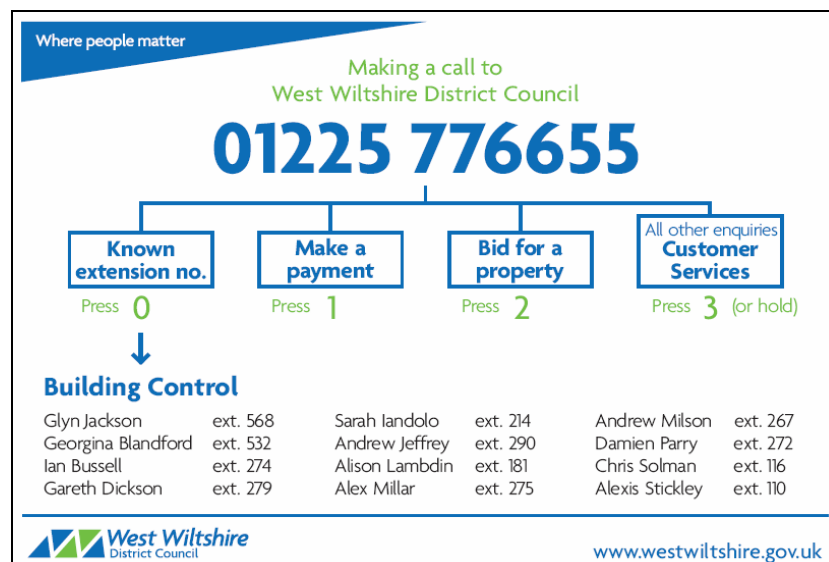 Where people matter
Making a call to
West Wiltshire District Council
01225 776655
Known
extension no.
Press 0
Make a
payment
Press 1
Bid for a
property
Press 2
All other enquiries
Customer
Services
Press 3 (or hold)
Building Control
Glyn Jackson ext. 568 Sarah Iandolo ext. 214 Andrew Milson ext. 267
Georgina Blandford ext. 532 Andrew Jeffrey ext. 290 Damien Parry ext. 272
Ian Bussell ext. 274 Alison Lambdin ext. 181 Chris Solman ext. 116
Gareth Dickson ext. 279 Alex Millar ext. 275 Alexis Stickley ext. 110
West Wiltshire
District Council
www.westwiltshire.gov.uk